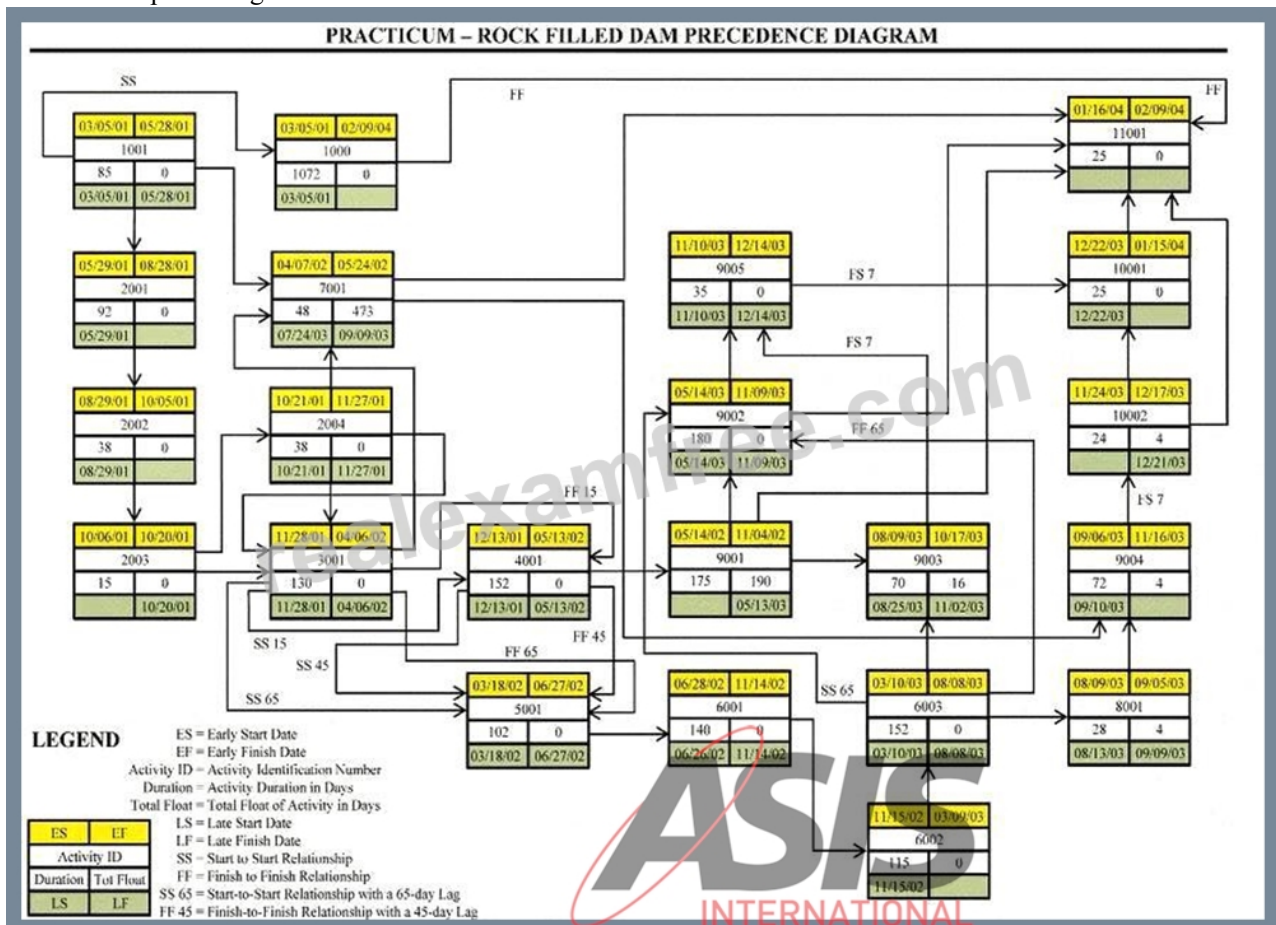 PRACTICUM – ROCK FILLED DAM PRECEDENCE DIAGRAM
SS
FF
FF
03/05/01 05/28/01
1001
85 0
03/05/01 05/28/01
03/05/01 02/09/04
1000
1072 0
03/05/01
01/16/04 02/09/04
11001
25 0
05/29/01 08/28/01
2001
92 0
05/29/01
04/07/02 05/24/02
7001
48 473
07/24/03 09/09/03
11/10/03 12/14/03
9005
35 0
11/10/03 12/14/03
FS 7
12/22/03 01/15/04
10001
25 0
12/22/03
FS 7
08/29/01 10/05/01
2002
38 0
08/29/01
10/21/01 11/27/01
2004
38 0
10/21/01 11/27/01
05/14/03 11/09/03
9002
180 0
05/14/03 11/09/03
FF 65
11/24/03 12/17/03
10002
24 4
12/21/03
FF 15
FS 7
10/06/01 10/20/01
2003
15 0
10/20/01
11/28/01 04/06/02
3001
130 0
11/28/01 04/06/02
12/13/01 05/13/02
4001
152 0
12/13/01 05/13/02
05/14/02 11/04/02
9001
175 190
05/13/03
08/09/03 10/17/03
9003
70 16
08/25/03 11/02/03
09/06/03 11/16/03
9004
72 4
09/10/03
SS 15
FF 45
SS 45
FF 65
SS 65
03/18/02 06/27/02
5001
102 0
03/18/02 06/27/02
06/28/02 11/14/02
6001
140 0
06/26/02 11/14/02
SS 65
03/10/03 08/08/03
6003
152 0
03/10/03 08/08/03
08/09/03 09/05/03
8001
28 4
08/13/03 09/09/03
11/15/02 03/09/03
6002
115 0
11/15/02
LEGEND
ES = Early Start Date
EF = Early Finish Date
Activity ID = Activity Identification Number
Duration = Activity Duration in Days
Total Float = Total Float of Activity in Days
LS = Late Start Date
LF = Late Finish Date
SS = Start to Start Relationship
FF = Finish to Finish Relationship
SS 65 = Start-to-Start Relationship with a 65-day Lag
FF 45 = Finish-to-Finish Relationship with a 45-day Lag
ES EF
Activity ID
Duration Tot Float
LS LF
realexamfree.com
ASIS
INTERNATIONAL